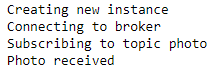 Creating new instance
Connecting to broker
Subscribing to topic photo
Photo received